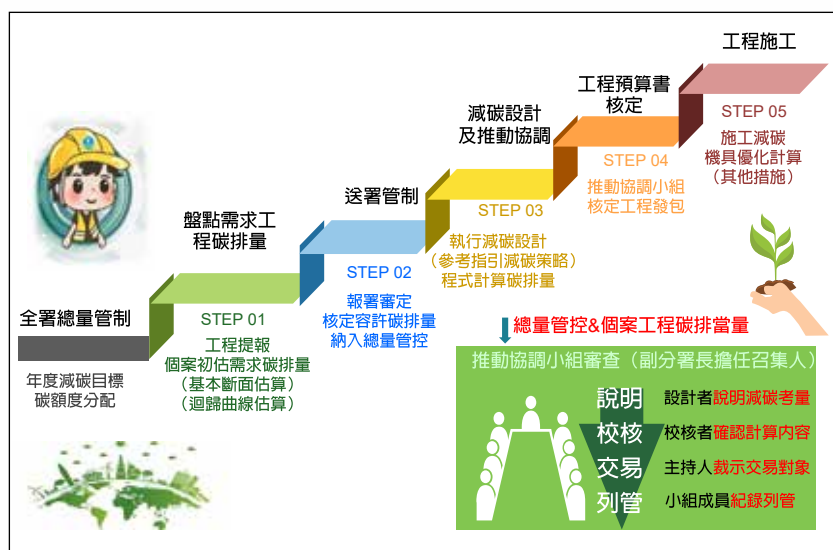 全署總量管制
年度減碳目標
碳額度分配
盤點需求工
程碳排量
STEP 01
工程提報
個案初估需求碳排量
（基本斷面估算）
（迴歸曲線估算）
送署管制
STEP 02
報署審定
核定容許碳排量
納入總量管控
減碳設計
及推動協調
STEP 03
執行減碳設計
（參考指引減碳策略）
程式計算碳排量
工程預算書
核定
STEP 04
推動協調小組
核定工程發包
工程施工
STEP 05
施工減碳
機具優化計算
（其他措施）
總量管控&個案工程碳排當量
推動協調小組審查（副分署長擔任召集人）
說明 設計者說明減碳考量
校核 校核者確認計算內容
交易 主持人裁示交易對象
列管 小組成員紀錄列管